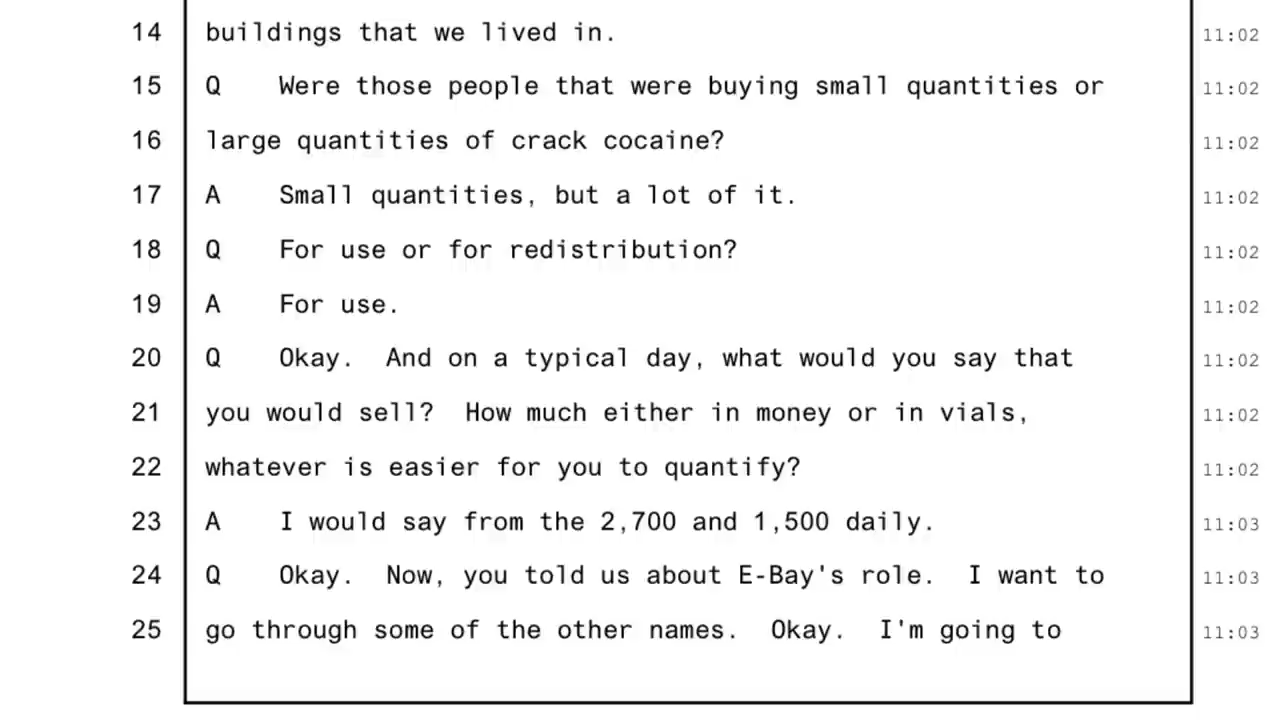 14 buildings that we lived in. 11:02
15 Q Were those people that were buying small quantities or 11:02
16 large quantities of crack cocaine? 11:02
17 A Small quantities, but a lot of it. 11:02
18 Q For use or for redistribution? 11:02
19 A For use. 11:02
20 Q Okay. And on a typical day, what would you say that 11:02
21 you would sell? How much either in money or in vials, 11:02
22 whatever is easier for you to quantify? 11:02
23 A I would say from the 2,700 and 1,500 daily. 11:03
24 Q Okay. Now, you told us about E-Bay's role. I want to 11:03
25 go through some of the other names. Okay. I'm going to 11:03